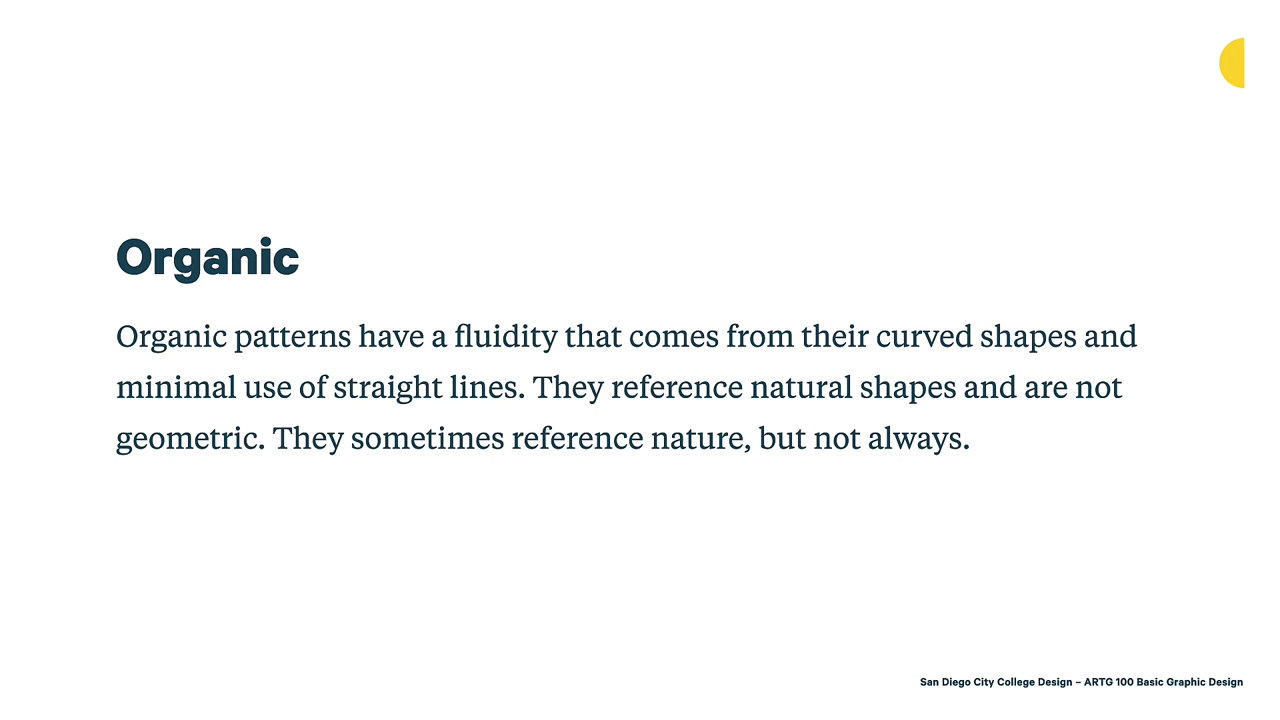 Organic
Organic patterns have a fluidity that comes from their curved shapes and
minimal use of straight lines. They reference natural shapes and are not
geometric. They sometimes reference nature, but not always.
San Diego City College Design – ARTG 100 Basic Graphic Design